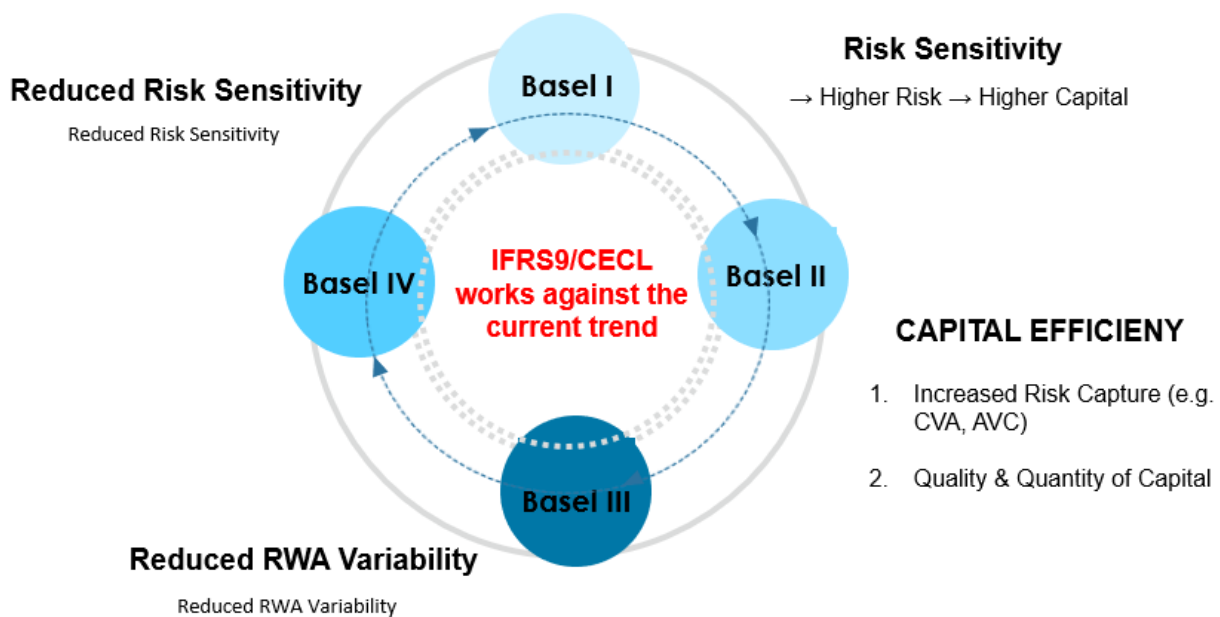 Basel I
Risk Sensitivity
→ Higher Risk → Higher Capital
Reduced Risk Sensitivity
Reduced Risk Sensitivity
Basel II
Basel IV
IFRS9/CECL
works against the
current trend
CAPITAL EFFICIENY
1. Increased Risk Capture (e.g.
CVA, AVC)
2. Quality & Quantity of Capital
Basel III
Reduced RWA Variability
Reduced RWA Variability